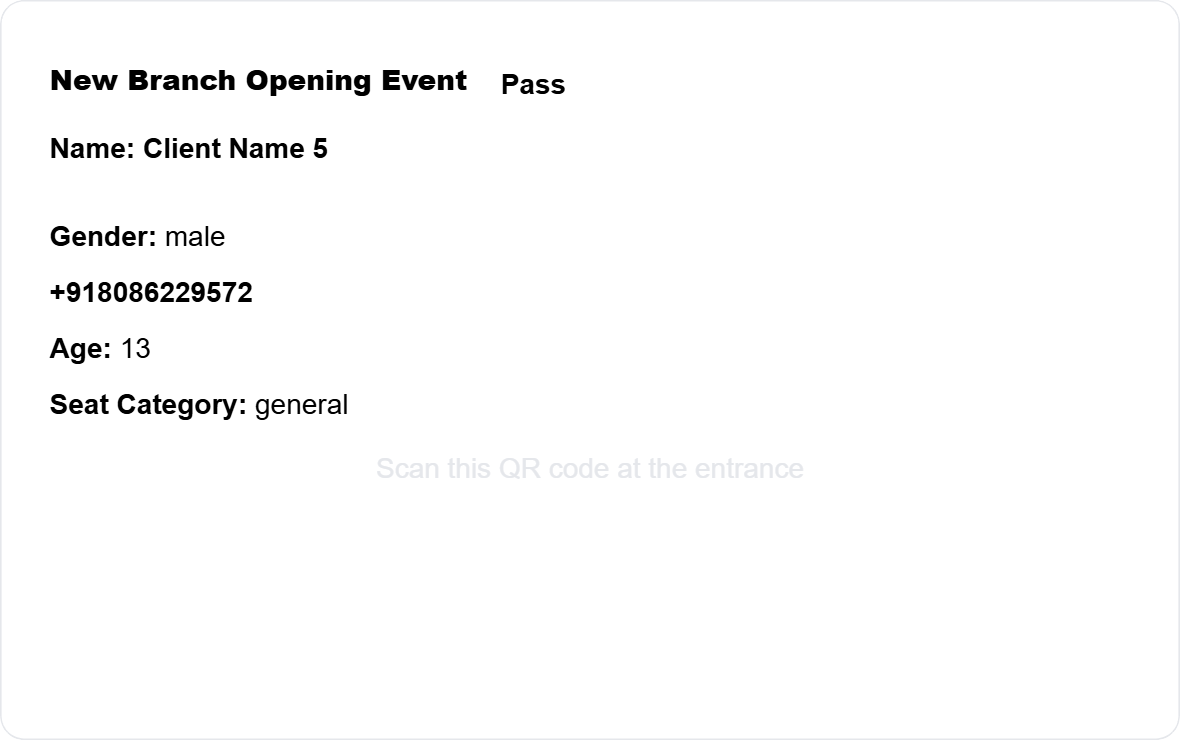 New Branch Opening Event Pass
Name: Client Name 5
Gender: male
+918086229572
Age: 13
Seat Category: general
Scan this QR code at the entrance